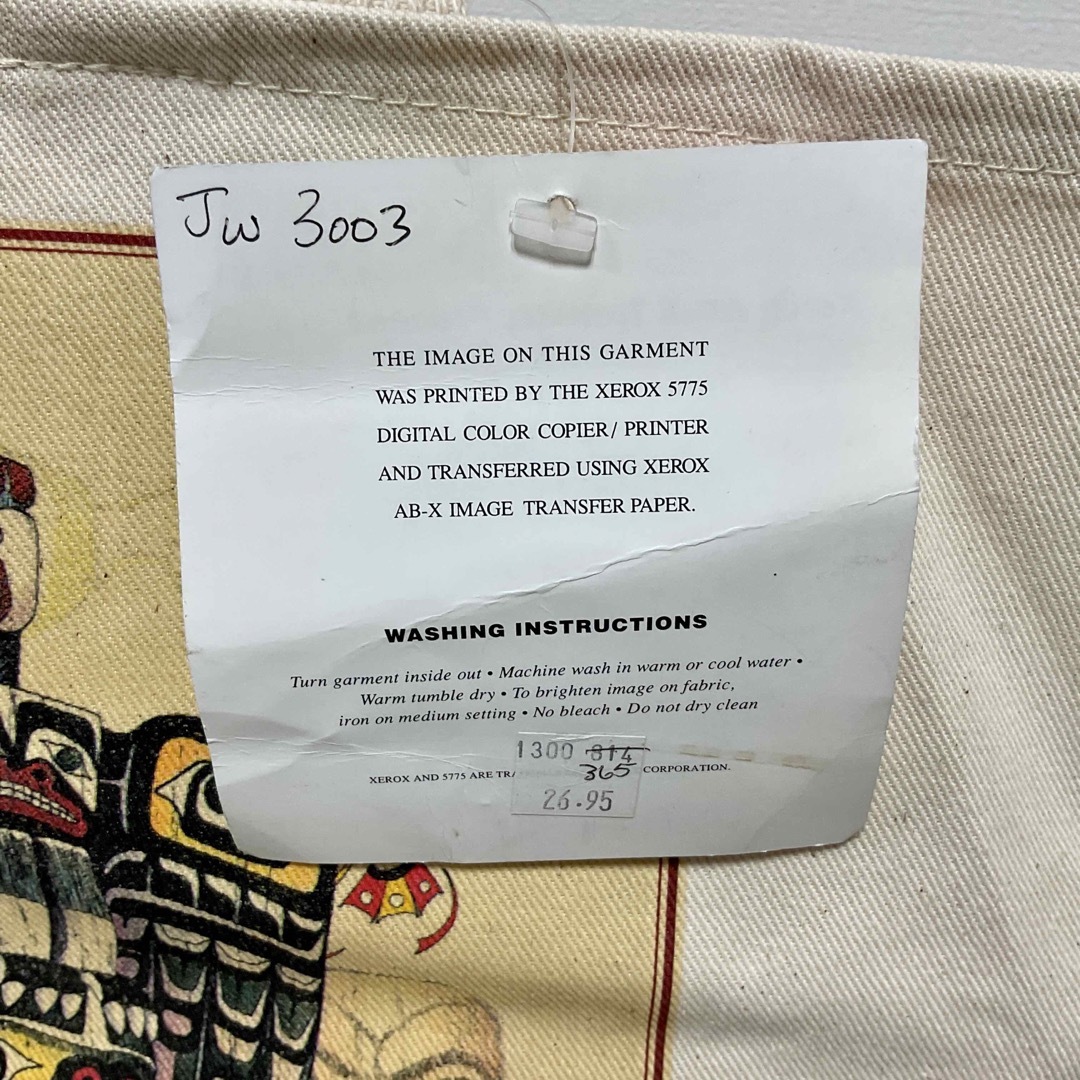 JW 3003
THE IMAGE ON THIS GARMENT
WAS PRINTED BY THE XEROX 5775
DIGITAL COLOR COPIER/ PRINTER
AND TRANSFERRED USING XEROX
AB-X IMAGE TRANSFER PAPER.
WASHING INSTRUCTIONS
Turn garment inside out • Machine wash in warm or cool water •
Warm tumble dry • To brighten image on fabric,
iron on medium setting • No bleach • Do not dry clean
1300 814
365
XEROX AND 5775 ARE CORPORATION.
26.95